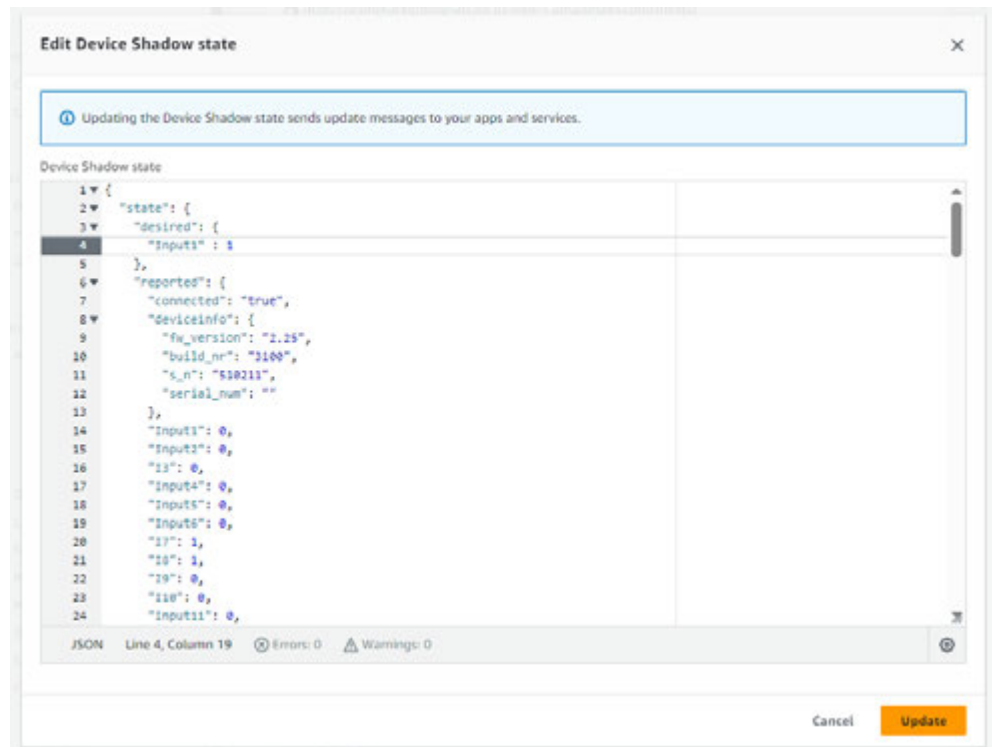 Edit Device Shadow state
Updating the Device Shadow state sends update messages to your apps and services.
Device Shadow state
1 {
2 "state": {
3 "desired": {
4 "Input1" : 1
5 },
6 "reported": {
7 "connected": "true",
8 "deviceinfo": {
9 "fw_version": "2.25",
10 "build_nr": "3100",
11 "s_n": "510211",
12 "serial_num": ""
13 },
14 "Input1": 0,
15 "Input2": 0,
16 "I3": 0,
17 "Input4": 0,
18 "Input5": 0,
19 "Input6": 0,
20 "I7": 1,
21 "I8": 1,
22 "I9": 0,
23 "I10": 0,
24 "Input11": 0,
JSON Line 4, Column 19 Errors: 0 Warnings: 0
Cancel Update